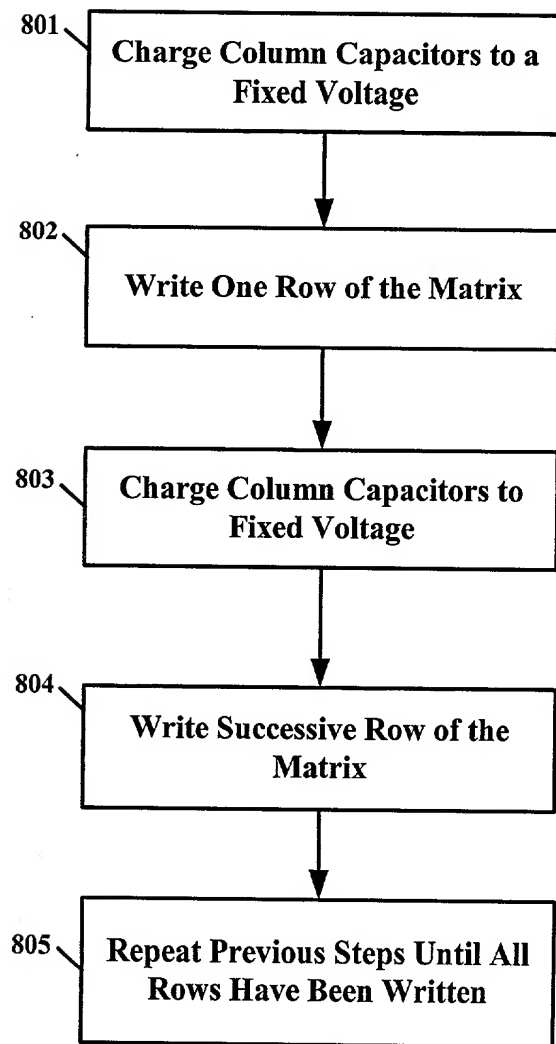 801
Charge Column Capacitors to a
Fixed Voltage
802
Write One Row of the Matrix
803
Charge Column Capacitors to
Fixed Voltage
804
Write Successive Row of the
Matrix
805
Repeat Previous Steps Until All
Rows Have Been Written